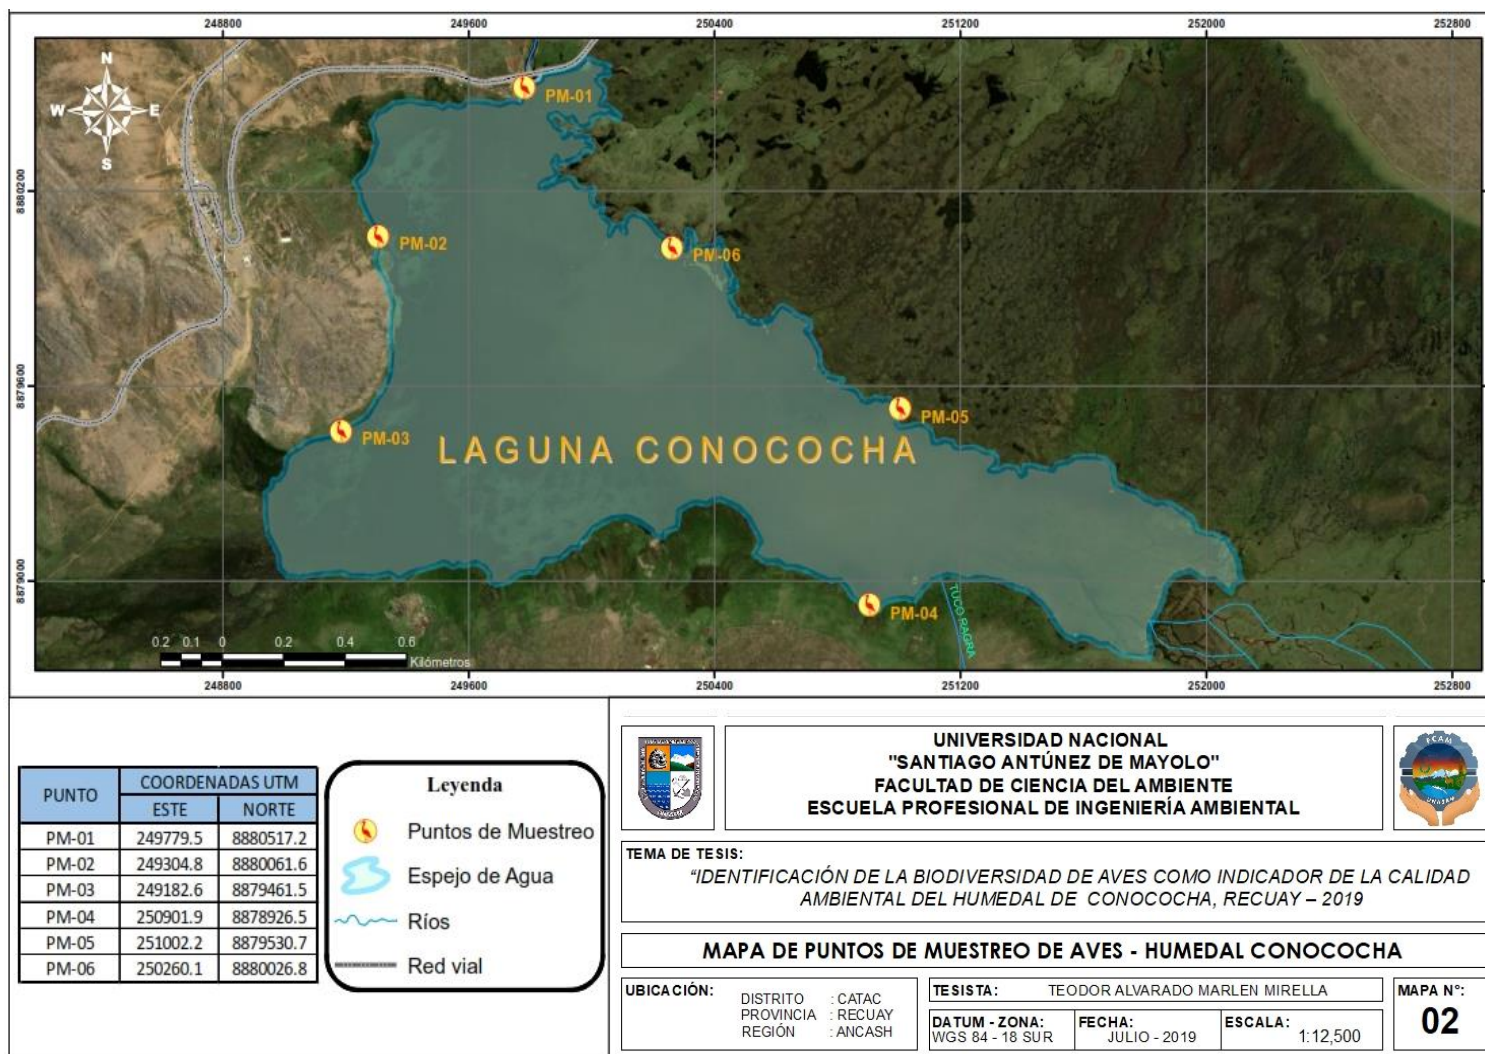 248800 249600 250400 251200 252000 252800
N
W E
S
PM-01
8880200 8880200
PM-02
PM-06
8879600 8879600
PM-05
PM-03
LAGUNA CONOCOCHA
8879000 8879000
PM-04
TUCO RAGRA
0.2 0.1 0 0.2 0.4 0.6
Kilómetros
248800 249600 250400 251200 252000 252800
PUNTO COORDENADAS UTM
ESTE NORTE
PM-01 249779.5 8880517.2
PM-02 249304.8 8880061.6
PM-03 249182.6 8879461.5
PM-04 250901.9 8878926.5
PM-05 251002.2 8879530.7
PM-06 250260.1 8880026.8
Leyenda
Puntos de Muestreo
Espejo de Agua
Ríos
Red vial
UNIVERSIDAD NACIONAL
"SANTIAGO ANTÚNEZ DE MAYOLO"
FACULTAD DE CIENCIA DEL AMBIENTE
ESCUELA PROFESIONAL DE INGENIERÍA AMBIENTAL
FCAM
UNASAM
TEMA DE TESIS:
"IDENTIFICACIÓN DE LA BIODIVERSIDAD DE AVES COMO INDICADOR DE LA CALIDAD
AMBIENTAL DEL HUMEDAL DE CONOCOCHA, RECUAY – 2019
MAPA DE PUNTOS DE MUESTREO DE AVES - HUMEDAL CONOCOCHA
UBICACIÓN:
DISTRITO : CATAC
PROVINCIA : RECUAY
REGIÓN : ANCASH
TESISTA: TEODOR ALVARADO MARLEN MIRELLA
DATUM - ZONA:
WGS 84 - 18 SUR
FECHA:
JULIO - 2019
ESCALA:
1:12,500
MAPA N°:
02